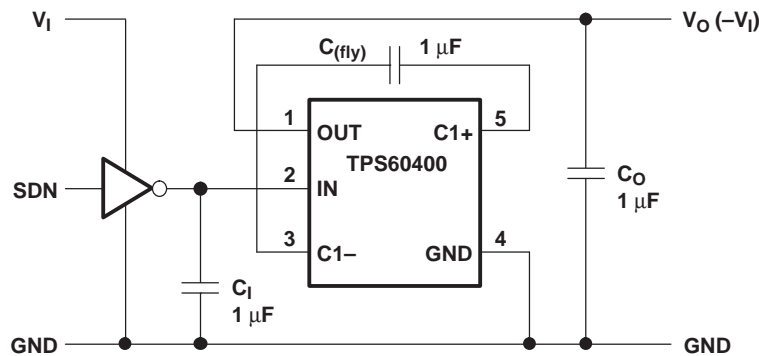 V_I
C_(fly) 1 μF
V_O (–V_I)
1
OUT
C1+
5
TPS60400
SDN
2
IN
C_O
1 μF
3
C1–
GND
4
C_I
1 μF
GND
GND